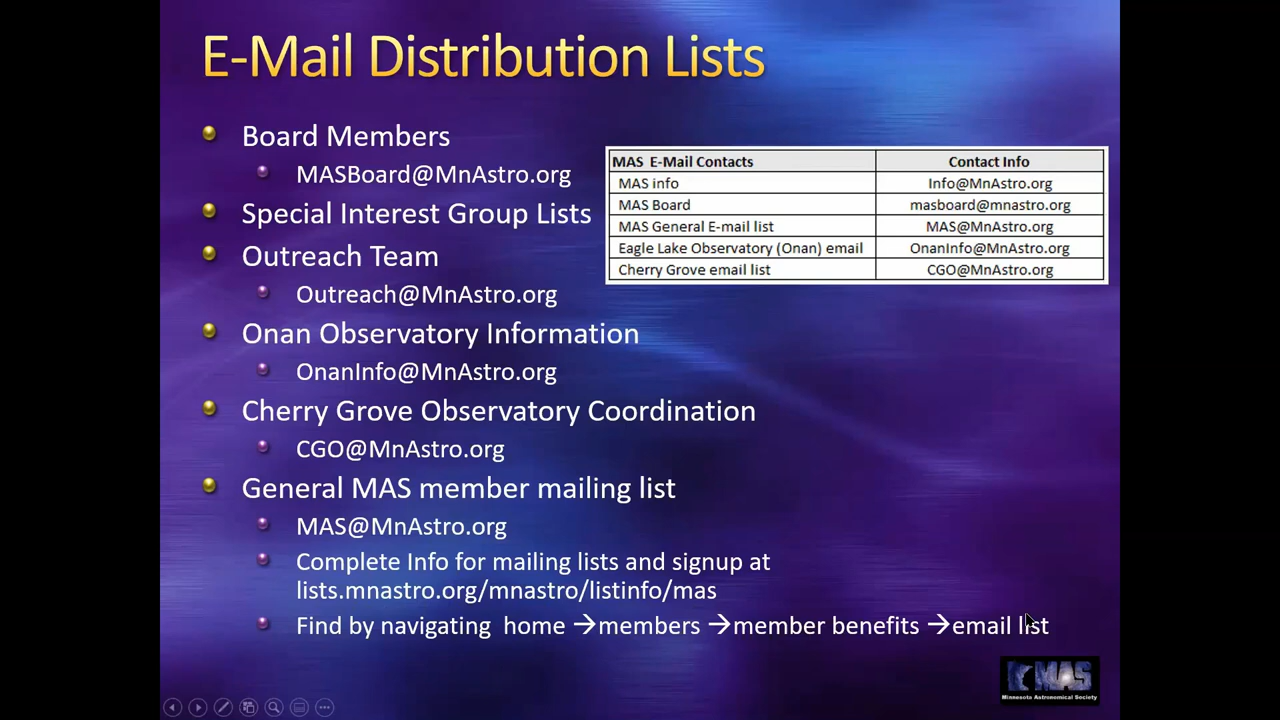 E-Mail Distribution Lists
Board Members
MASBoard@MnAstro.org
Special Interest Group Lists
Outreach Team
Outreach@MnAstro.org
Onan Observatory Information
OnanInfo@MnAstro.org
Cherry Grove Observatory Coordination
CGO@MnAstro.org
General MAS member mailing list
MAS@MnAstro.org
Complete Info for mailing lists and signup at
lists.mnastro.org/mnastro/listinfo/mas
Find by navigating home →members →member benefits →email list
MAS E-Mail Contacts Contact Info
MAS info Info@MnAstro.org
MAS Board masboard@mnastro.org
MAS General E-mail list MAS@MnAstro.org
Eagle Lake Observatory (Onan) email OnanInfo@MnAstro.org
Cherry Grove email list CGO@MnAstro.org
MAS
Minnesota Astronomical Society